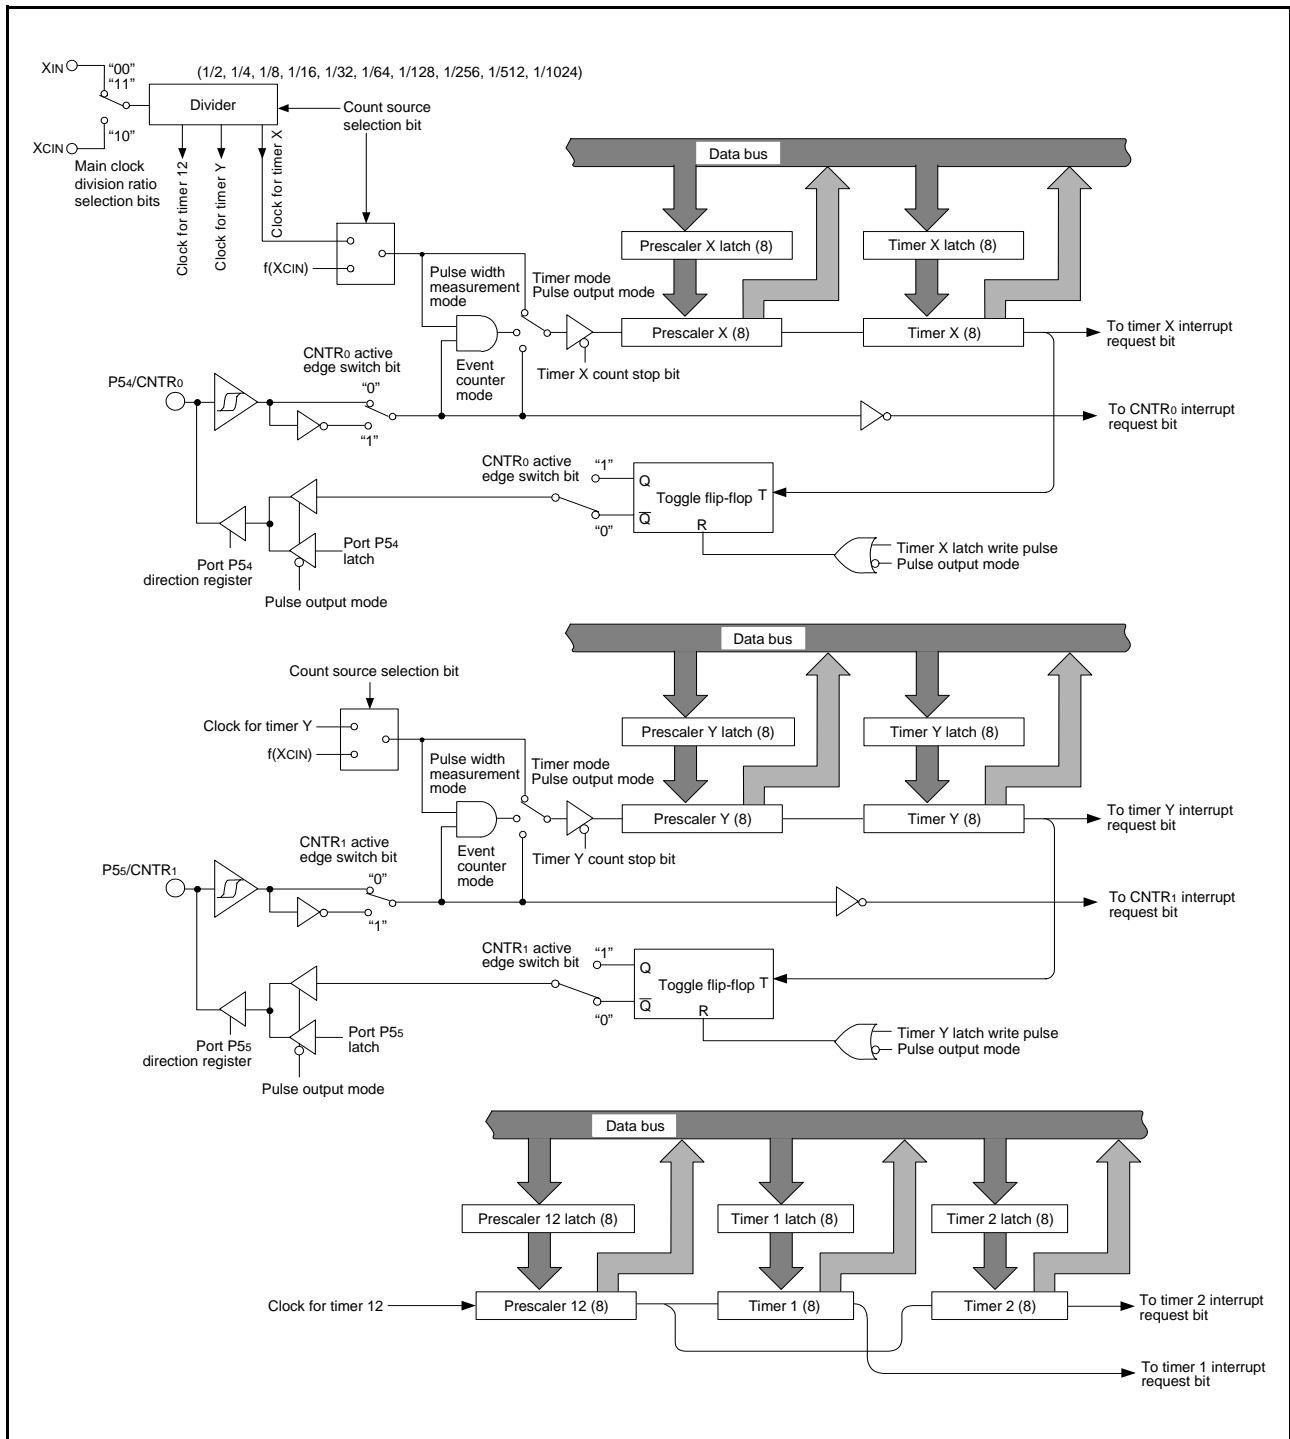 XIN
“00”
“11”
(1/2, 1/4, 1/8, 1/16, 1/32, 1/64, 1/128, 1/256, 1/512, 1/1024)
Divider
Count source
selection bit
“10”
XCIN
Main clock
division ratio
selection bits
Clock for timer 12
Clock for timer Y
Clock for timer X
Data bus
Prescaler X latch (8)
Timer X latch (8)
f(XCIN)
Pulse width
measurement
mode
Timer mode
Pulse output mode
Prescaler X (8)
Timer X (8)
To timer X interrupt
request bit
CNTR0 active
edge switch bit
Event
counter
mode
Timer X count stop bit
P54/CNTR0
“0”
“1”
To CNTR0 interrupt
request bit
CNTR0 active
edge switch bit
“1”
“0”
Q
Toggle flip-flop
T
Q
R
Port P54
latch
Port P54
direction register
Pulse output mode
Timer X latch write pulse
Pulse output mode
Data bus
Count source selection bit
Clock for timer Y
f(XCIN)
Prescaler Y latch (8)
Timer Y latch (8)
Pulse width
measurement
mode
Timer mode
Pulse output mode
Prescaler Y (8)
Timer Y (8)
To timer Y interrupt
request bit
CNTR1 active
edge switch bit
Event
counter
mode
Timer Y count stop bit
P55/CNTR1
“0”
“1”
To CNTR1 interrupt
request bit
CNTR1 active
edge switch bit
“1”
“0”
Q
Toggle flip-flop
T
Q
R
Port P55
latch
Port P55
direction register
Pulse output mode
Timer Y latch write pulse
Pulse output mode
Data bus
Prescaler 12 latch (8)
Timer 1 latch (8)
Timer 2 latch (8)
Clock for timer 12
Prescaler 12 (8)
Timer 1 (8)
Timer 2 (8)
To timer 2 interrupt
request bit
To timer 1 interrupt
request bit